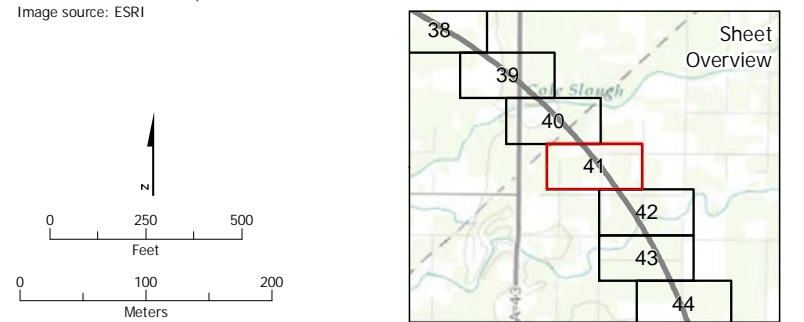 Image source: ESRI
N
0 250 500
Feet
0 100 200
Meters
Sheet
Overview
38
39
Cole Slough
40
41
42
43
44
A-43